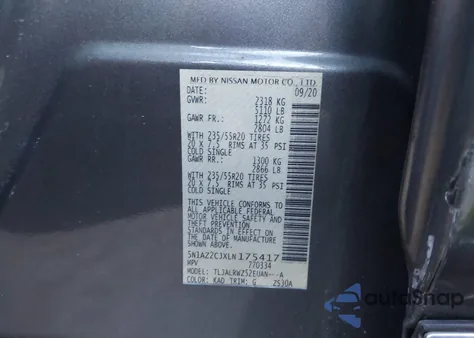 MFD BY NISSAN MOTOR CO., LTD.
DATE: 09/20
GVWR: 2318 KG
5110 LB
GAWR FR.: 1272 KG
2804 LB
WITH 235/55R20 TIRES
20 X 7.5 RIMS AT 35 PSI
COLD SINGLE
GAWR RR.: 1300 KG
2866 LB
WITH 235/55R20 TIRES
20 X 7.5 RIMS AT 35 PSI
COLD SINGLE
THIS VEHICLE CONFORMS TO
ALL APPLICABLE FEDERAL
MOTOR VEHICLE SAFETY AND
THEFT PREVENTION STANDARDS
IN EFFECT ON THE DATE OF
MANUFACTURE SHOWN ABOVE.
5N1AZ2CJXLN175417
MPV 770334
MODEL: TLJALRWZ52EUAN---A
COLOR: KAD TRIM: G ZS30A
AutoSnap